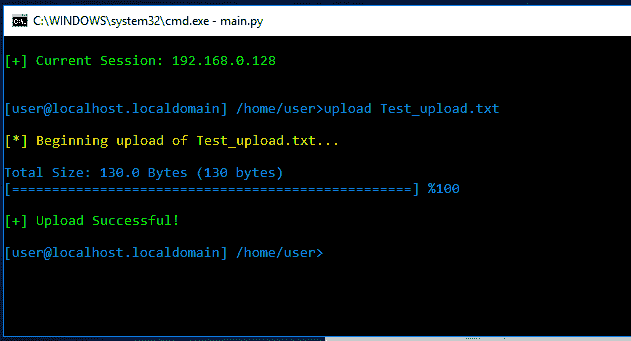 C:\WINDOWS\system32\cmd.exe - main.py
[+] Current Session: 192.168.0.128
[user@localhost.localdomain] /home/user>upload Test_upload.txt
[*] Beginning upload of Test_upload.txt...
Total Size: 130.0 Bytes (130 bytes)
[==================================================] %100
[+] Upload Successful!
[user@localhost.localdomain] /home/user>